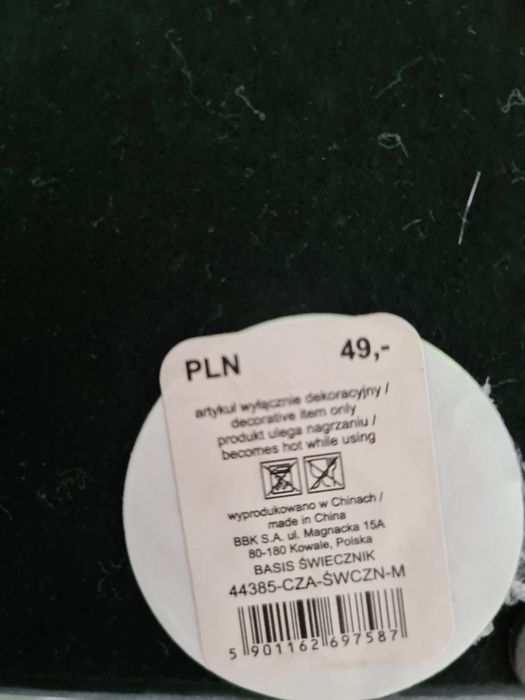 PLN 49,-
artykuł wyłącznie dekoracyjny /
decorative item only
produkt ulega nagrzaniu /
becomes hot while using
wyprodukowano w Chinach /
made in China
BBK S.A. ul. Magnacka 15A
80-180 Kowale, Polska
BASIS ŚWIECZNIK
44385-CZA-ŚWCZN-M
5 901162 697587